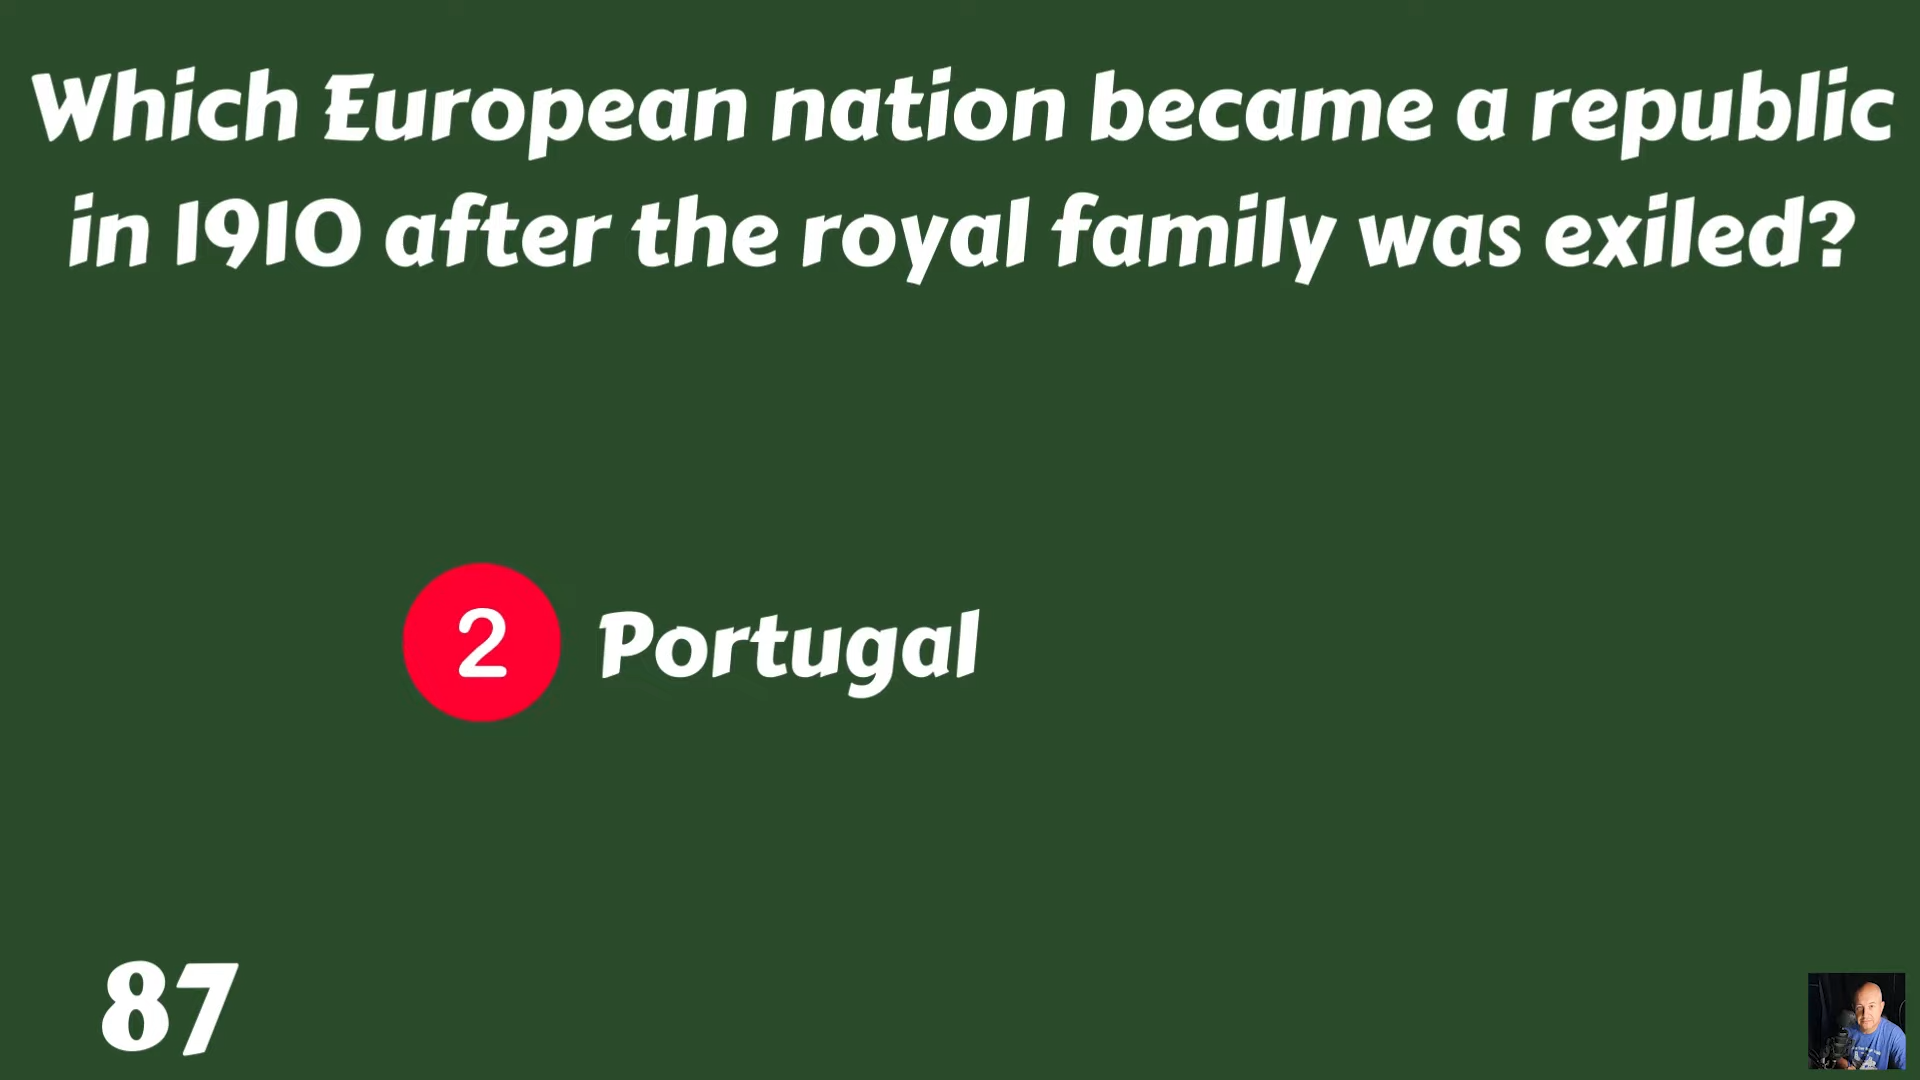 Which European nation became a republic
in 1910 after the royal family was exiled?
2 Portugal
87